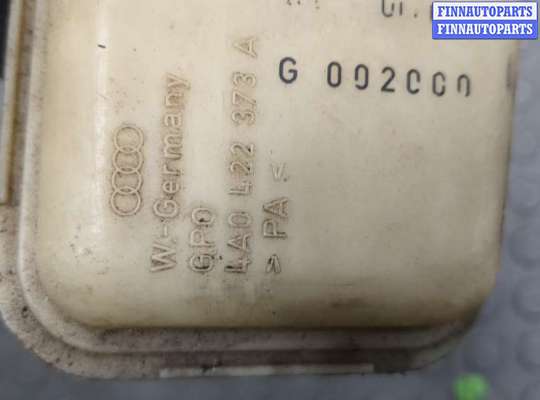 FINNAUTOPARTS
FINNAUTOPARTS
G 002000
W.-Germany
GPO
4A0 422 373 A
> PA <